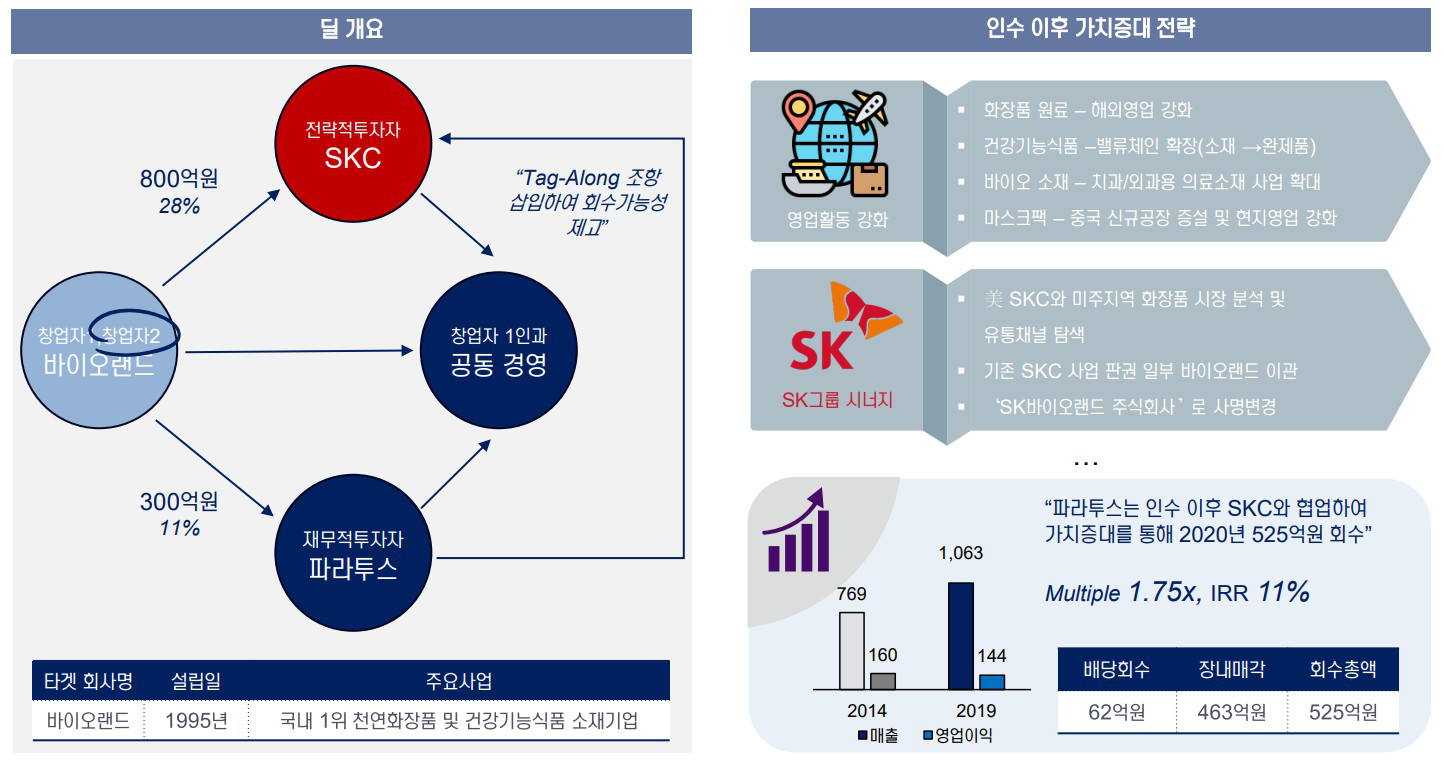 딜 개요
전략적투자자
SKC
800억원
28%
“Tag-Along 조항
삽입하여 회수가능성
제고”
창업자1,창업자2
바이오랜드
창업자 1인과
공동 경영
300억원
11%
재무적투자자
파라투스
타겟 회사명 설립일 주요사업
바이오랜드 1995년 국내 1위 천연화장품 및 건강기능식품 소재기업
인수 이후 가치증대 전략
영업활동 강화
▪ 화장품 원료 – 해외영업 강화
▪ 건강기능식품 –밸류체인 확장(소재 →완제품)
▪ 바이오 소재 – 치과/외과용 의료소재 사업 확대
▪ 마스크팩 – 중국 신규공장 증설 및 현지영업 강화
SK
SK그룹 시너지
▪ 美 SKC와 미주지역 화장품 시장 분석 및
유통채널 탐색
▪ 기존 SKC 사업 판권 일부 바이오랜드 이관
▪ ‘SK바이오랜드 주식회사’로 사명변경
...
769
160
1,063
144
2014 2019
매출 영업이익
“파라투스는 인수 이후 SKC와 협업하여
가치증대를 통해 2020년 525억원 회수”
Multiple 1.75x, IRR 11%
배당회수 장내매각 회수총액
62억원 463억원 525억원